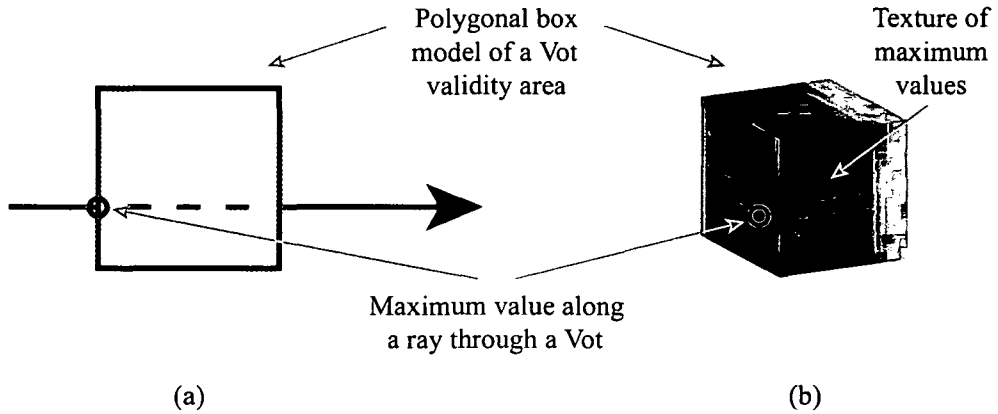 Polygonal box
model of a Vot
validity area
Texture of
maximum
values
Maximum value along
a ray through a Vot
(a)
(b)